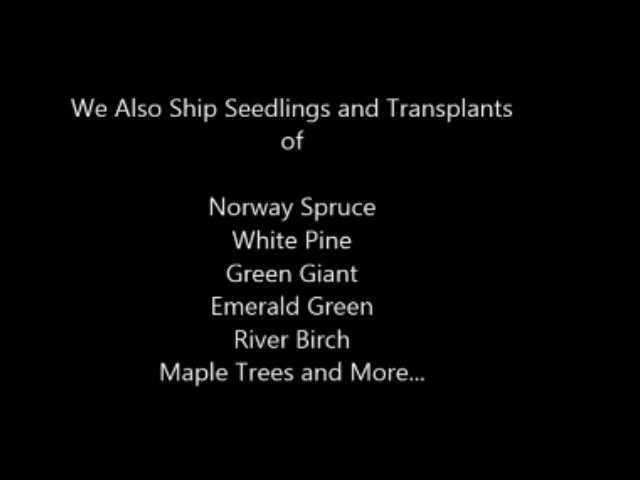 We Also Ship Seedlings and Transplants
of
Norway Spruce
White Pine
Green Giant
Emerald Green
River Birch
Maple Trees and More...